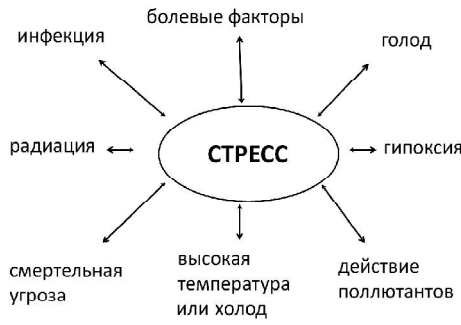 болевые факторы
инфекция
голод
радиация
СТРЕСС
гипоксия
смертельная
угроза
высокая
температура
или холод
действие
поллютантов